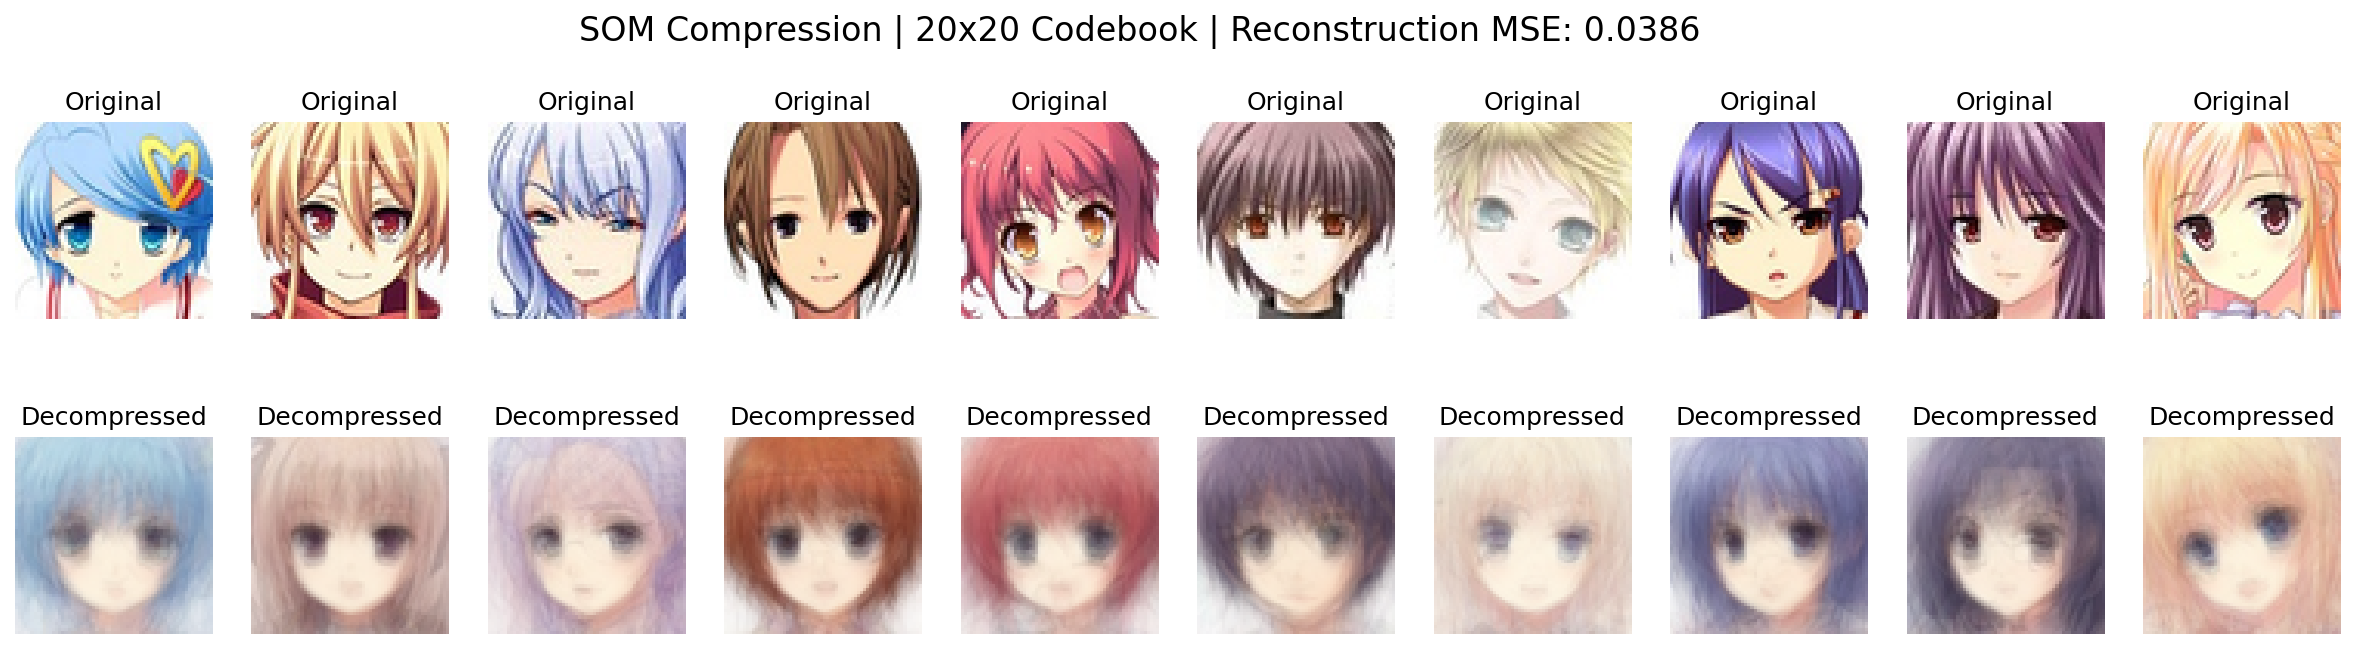 SOM Compression | 20x20 Codebook | Reconstruction MSE: 0.0386
Original Original Original Original Original Original Original Original Original Original
Decompressed Decompressed Decompressed Decompressed Decompressed Decompressed Decompressed Decompressed Decompressed Decompressed